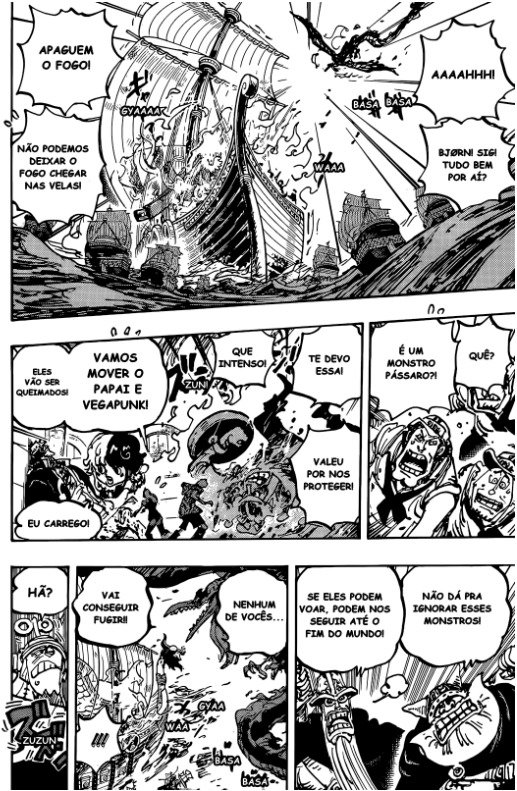 AAAAHHH!
APAGUEM
O FOGO!
BASA
BASA
GYAAAA
BJØRN! SIG!
TUDO BEM
POR AÍ?
WAAA
NÃO PODEMOS
DEIXAR O
FOGO CHEGAR
NAS VELAS!
QUÊ?
É UM
MONSTRO
PÁSSARO?!
TE DEVO
ESSA!
VALEU
POR NOS
PROTEGER!
QUE
INTENSO!
ZUN!
VAMOS
MOVER O
PAPAI E
VEGAPUNK!
ELES
VÃO SER
QUEIMADOS!
EU CARREGO!
NÃO DÁ PRA
IGNORAR ESSES
MONSTROS!
SE ELES PODEM
VOAR, PODEM NOS
SEGUIR ATÉ O
FIM DO MUNDO!
NENHUM
DE VOCÊS...
VAI
CONSEGUIR
FUGIR!!
GYAA
WAA
!!!
BASA
BASA
HÃ?
ZUZUN